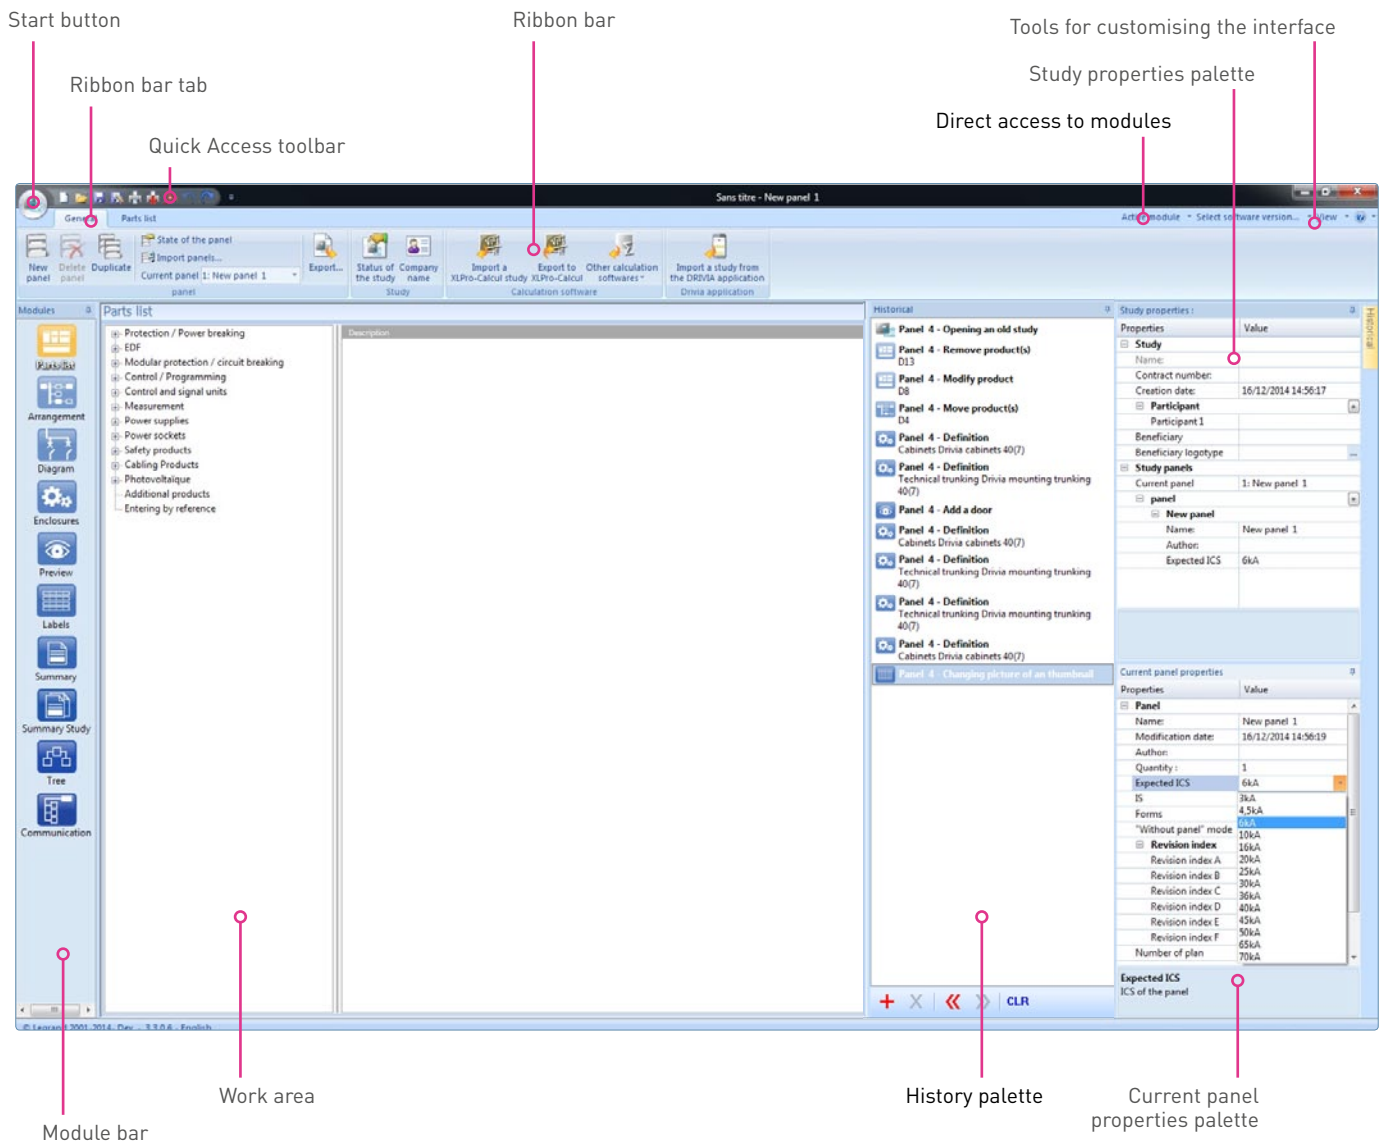 Start button
Ribbon bar
Tools for customising the interface
Study properties palette
Ribbon bar tab
Direct access to modules
Quick Access toolbar
Sans titre - New panel 1
General
Parts list
Active module
Select software version...
View
New panel
Delete panel
Duplicate
State of the panel
Import panels...
Current panel 1: New panel 1
Export...
panel
Status of the study
Company name
Study
Import a XLPro-Calcul study
Export to XLPro-Calcul
Other calculation softwares
Calculation software
Import a study from the DRIVIA application
Drivia application
Modules
Parts list
Arrangement
Diagram
Enclosures
Preview
Labels
Summary
Summary Study
Tree
Communication
Parts list
Protection / Power breaking
EDF
Modular protection / circuit breaking
Control / Programming
Control and signal units
Measurement
Power supplies
Power sockets
Safety products
Cabling Products
Photovoltaïque
Additional products
Entering by reference
Description
Historical
Panel 4 - Opening an old study
Panel 4 - Remove product(s)
D13
Panel 4 - Modify product
D8
Panel 4 - Move product(s)
D4
Panel 4 - Definition
Cabinets Drivia cabinets 40(7)
Panel 4 - Definition
Technical trunking Drivia mounting trunking
40(7)
Panel 4 - Add a door
Panel 4 - Definition
Cabinets Drivia cabinets 40(7)
Panel 4 - Definition
Technical trunking Drivia mounting trunking
40(7)
Panel 4 - Definition
Technical trunking Drivia mounting trunking
40(7)
Panel 4 - Definition
Cabinets Drivia cabinets 40(7)
Panel 4 - Changing picture of an thumbnail
CLR
Study properties :
Properties Value
Study
Name:
Contract number:
Creation date: 16/12/2014 14:56:17
Participant
Participant 1
Beneficiary
Beneficiary logotype
Study panels
Current panel 1: New panel 1
panel
New panel
Name: New panel 1
Author:
Expected ICS 6kA
Historical
Current panel properties
Properties Value
Panel
Name: New panel 1
Modification date: 16/12/2014 14:56:19
Author:
Quantity : 1
Expected ICS 6kA
IS
Forms
"Without panel" mode
Revision index
Revision index A
Revision index B
Revision index C
Revision index D
Revision index E
Revision index F
Number of plan
3kA
4,5kA
6kA
10kA
16kA
20kA
25kA
30kA
36kA
40kA
45kA
50kA
65kA
70kA
Expected ICS
ICS of the panel
© Legrand 2001-2014- Dev - 3.3.0.6 - English
Work area
History palette
Current panel
properties palette
Module bar